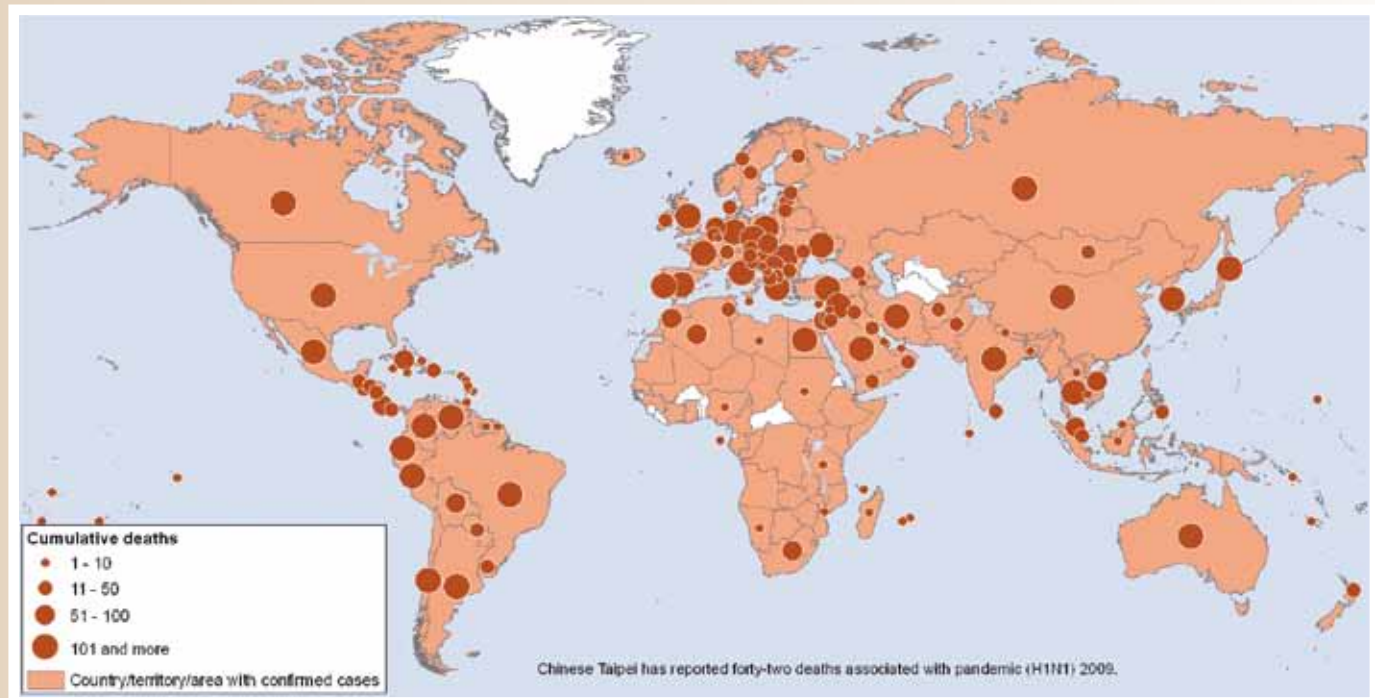 Cumulative deaths
1 - 10
11 - 50
51 - 100
101 and more
Country/territory/area with confirmed cases
Chinese Taipei has reported forty-two deaths associated with pandemic (H1N1) 2009.